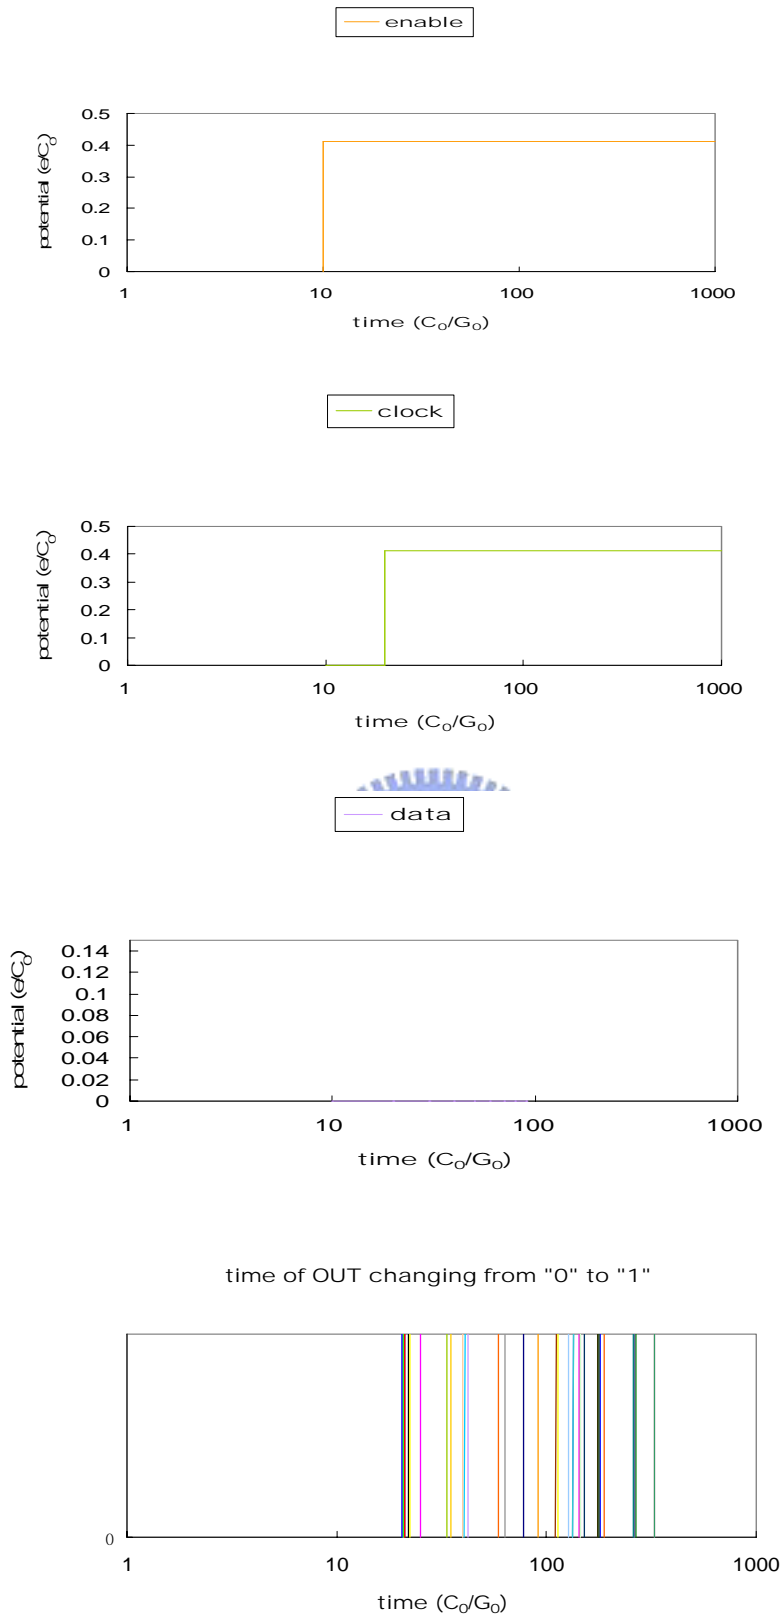 enable
potential (e/C₀)
0.5
0.4
0.3
0.2
0.1
0
1 10 100 1000
time (C₀/G₀)
clock
potential (e/C₀)
0.5
0.4
0.3
0.2
0.1
0
1 10 100 1000
time (C₀/G₀)
data
potential (e/C₀)
0.14
0.12
0.1
0.08
0.06
0.04
0.02
0
1 10 100 1000
time (C₀/G₀)
time of OUT changing from "0" to "1"
0
1 10 100 1000
time (C₀/G₀)